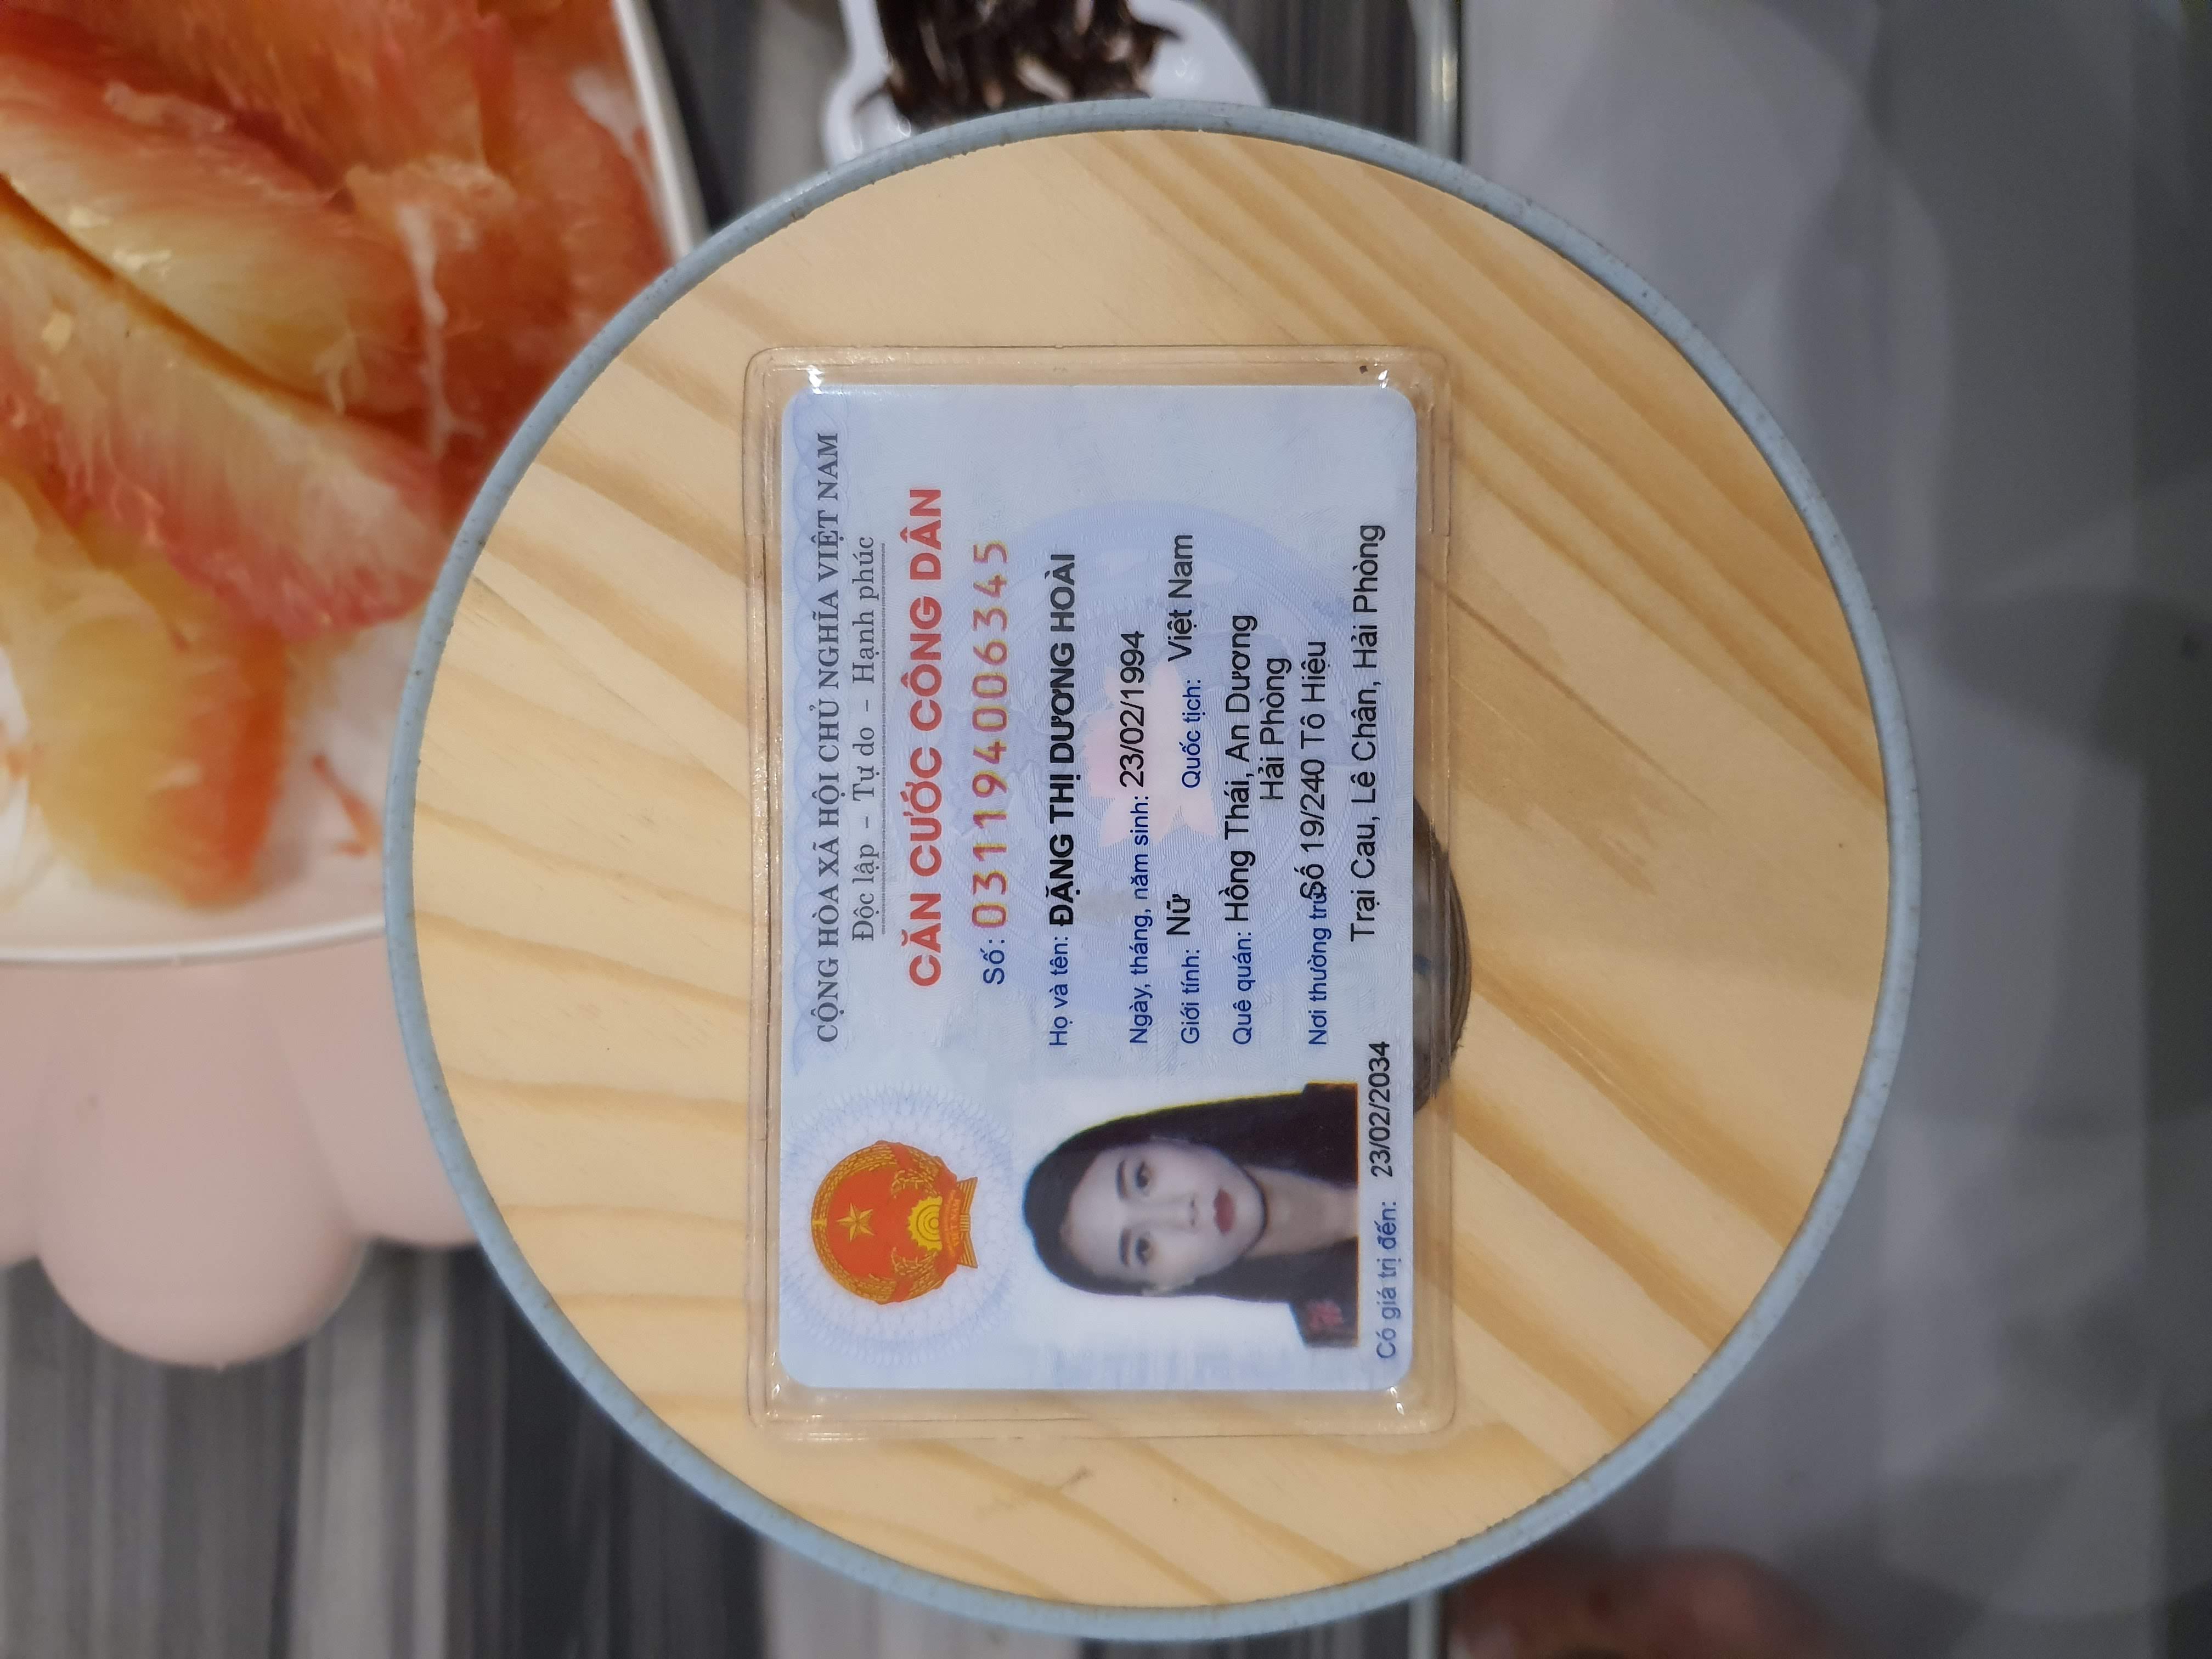 CỘNG HÒA XÃ HỘI CHỦ NGHĨA VIỆT NAM
Độc lập - Tự do - Hạnh phúc
CĂN CƯỚC CÔNG DÂN
Số: 031194006345
Họ và tên: ĐẶNG THỊ DƯƠNG HOÀI
Ngày, tháng, năm sinh: 23/02/1994
Giới tính: Nữ Quốc tịch: Việt Nam
Quê quán: Hồng Thái, An Dương
Hải Phòng
Nơi thường trú: Số 19/240 Tô Hiệu
Trại Cau, Lê Chân, Hải Phòng
Có giá trị đến: 23/02/2034